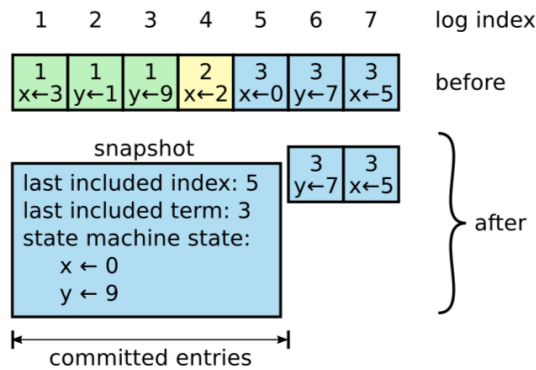 1 2 3 4 5 6 7 log index
1 1 1 2 3 3 3
x←3 y←1 y←9 x←2 x←0 y←7 x←5
before
snapshot
3 3
y←7 x←5
last included index: 5
last included term: 3
state machine state:
x ← 0
y ← 9
after
committed entries